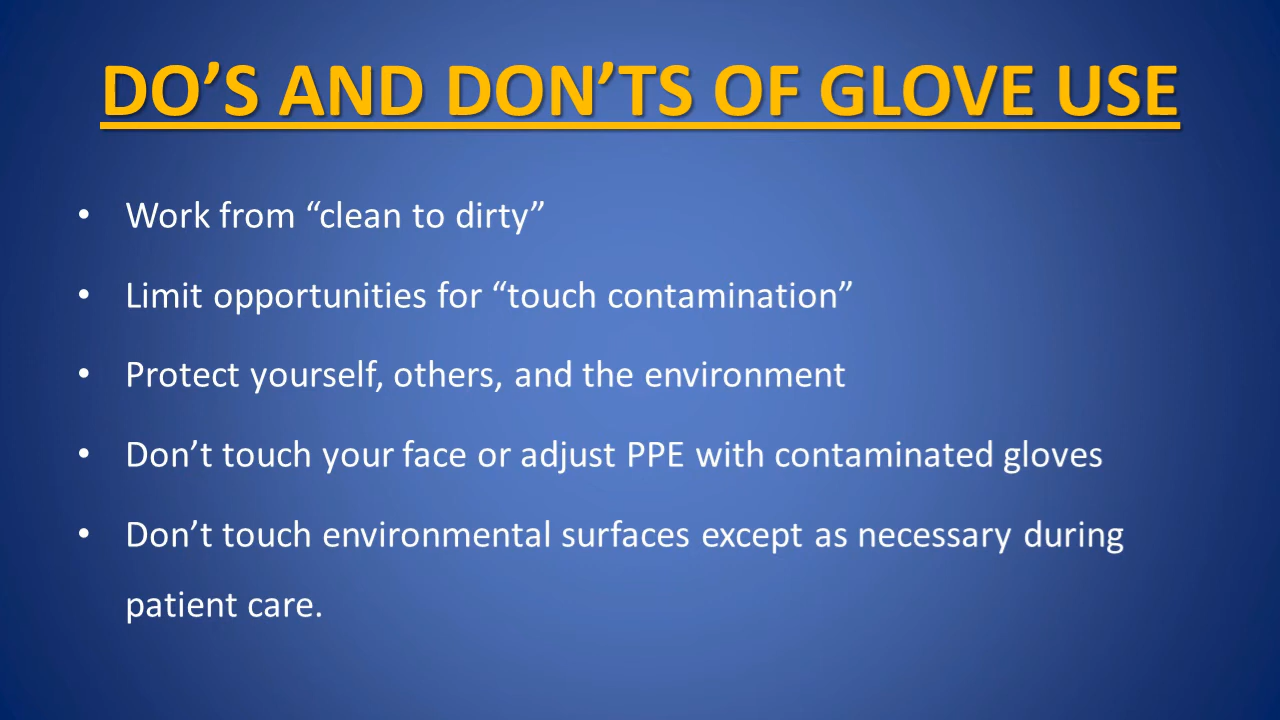 DO’S AND DON’TS OF GLOVE USE
• Work from “clean to dirty”
• Limit opportunities for “touch contamination”
• Protect yourself, others, and the environment
• Don’t touch your face or adjust PPE with contaminated gloves
• Don’t touch environmental surfaces except as necessary during
patient care.